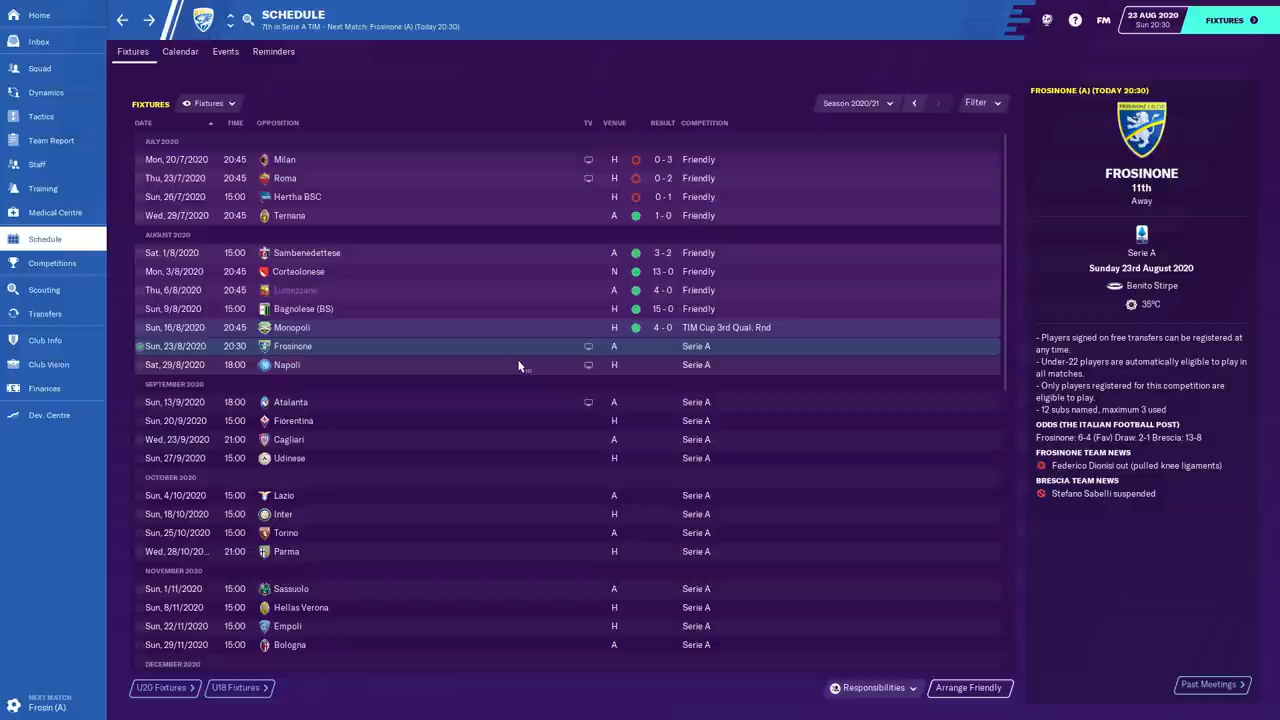 Home
Inbox
Squad
Dynamics
Tactics
Team Report
Staff
Training
Medical Centre
Schedule
Competitions
Scouting
Transfers
Club Info
Club Vision
Finances
Dev. Centre
NEXT MATCH
Frosin (A)
SCHEDULE
7th in Serie A TIM - Next Match: Frosinone (A) (Today 20:30)
FM
23 AUG 2020
Sun 20:30
FIXTURES
Fixtures Calendar Events Reminders
FIXTURES Fixtures Season 2020/21 Filter
DATE TIME OPPOSITION TV VENUE RESULT COMPETITION
JULY 2020
Mon, 20/7/2020 20:45 Milan H 0 - 3 Friendly
Thu, 23/7/2020 20:45 Roma H 0 - 2 Friendly
Sun, 26/7/2020 15:00 Hertha BSC H 0 - 1 Friendly
Wed, 29/7/2020 20:45 Ternana A 1 - 0 Friendly
AUGUST 2020
Sat, 1/8/2020 15:00 Sambenedettese A 3 - 2 Friendly
Mon, 3/8/2020 20:45 Corteolonese N 13 - 0 Friendly
Thu, 6/8/2020 20:45 Lumezzano A 4 - 0 Friendly
Sun, 9/8/2020 15:00 Bagnolese (BS) H 15 - 0 Friendly
Sun, 16/8/2020 20:45 Monopoli H 4 - 0 TIM Cup 3rd Qual. Rnd
Sun, 23/8/2020 20:30 Frosinone A Serie A
Sat, 29/8/2020 18:00 Napoli H Serie A
SEPTEMBER 2020
Sun, 13/9/2020 18:00 Atalanta A Serie A
Sun, 20/9/2020 15:00 Fiorentina H Serie A
Wed, 23/9/2020 21:00 Cagliari A Serie A
Sun, 27/9/2020 15:00 Udinese H Serie A
OCTOBER 2020
Sun, 4/10/2020 15:00 Lazio A Serie A
Sun, 18/10/2020 15:00 Inter H Serie A
Sun, 25/10/2020 15:00 Torino A Serie A
Wed, 28/10/20... 21:00 Parma H Serie A
NOVEMBER 2020
Sun, 1/11/2020 15:00 Sassuolo A Serie A
Sun, 8/11/2020 15:00 Hellas Verona H Serie A
Sun, 22/11/2020 15:00 Empoli H Serie A
Sun, 29/11/2020 15:00 Bologna A Serie A
DECEMBER 2020
U20 Fixtures U18 Fixtures Responsibilities Arrange Friendly
FROSINONE (A) (TODAY 20:30)
FROSINONE
11th
Away
Serie A
Sunday 23rd August 2020
Benito Stirpe
35°C
- Players signed on free transfers can be registered at
any time.
- Under-22 players are automatically eligible to play in
all matches.
- Only players registered for this competition are
eligible to play.
- 12 subs named, maximum 3 used
ODDS (THE ITALIAN FOOTBALL POST)
Frosinone: 6-4 (Fav) Draw: 2-1 Brescia: 13-8
FROSINONE TEAM NEWS
Federico Dionisi out (pulled knee ligaments)
BRESCIA TEAM NEWS
Stefano Sabelli suspended
Past Meetings